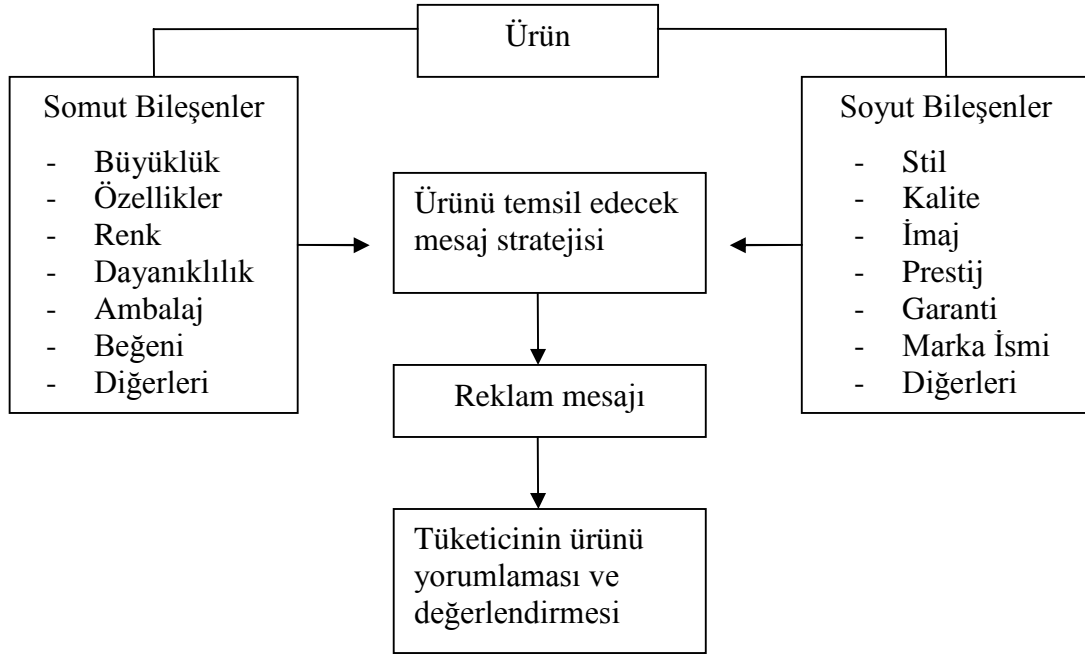 Ürün
Somut Bileşenler
- Büyüklük
- Özellikler
- Renk
- Dayanıklılık
- Ambalaj
- Beğeni
- Diğerleri
Ürünü temsil edecek
mesaj stratejisi
Soyut Bileşenler
- Stil
- Kalite
- İmaj
- Prestij
- Garanti
- Marka İsmi
- Diğerleri
Reklam mesajı
Tüketicinin ürünü
yorumlaması ve
değerlendirmesi